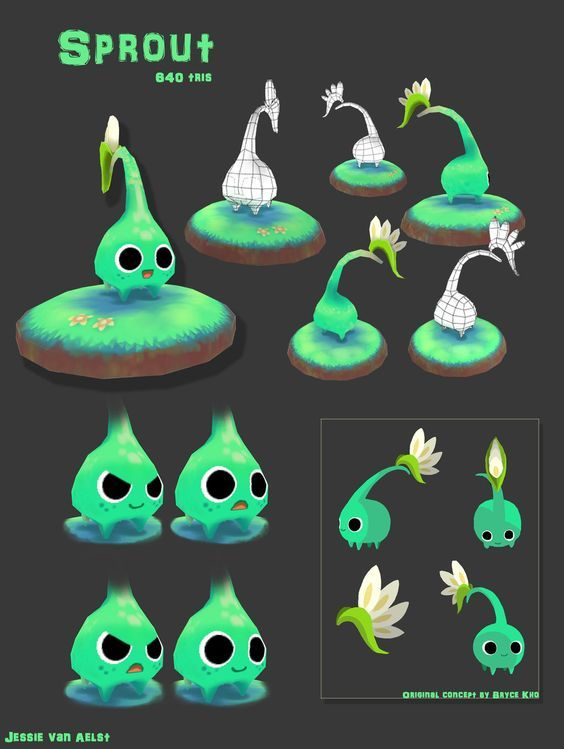 Sprout
640 tris
Original concept by Bryce Kho
Jessie van Aelst